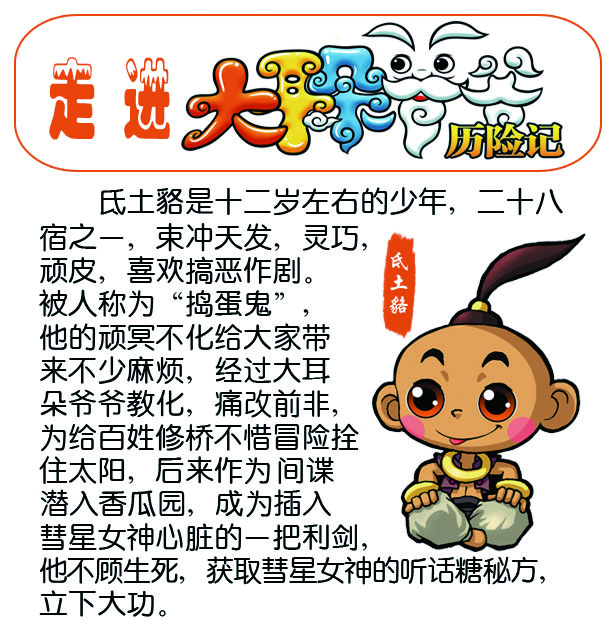 走进大耳朵爷爷历险记
氐土貉是十二岁左右的少年，二十八
宿之一，束冲天发，灵巧，
顽皮，喜欢搞恶作剧。
被人称为“捣蛋鬼”，
他的顽冥不化给大家带
来不少麻烦，经过大耳
朵爷爷教化，痛改前非，
为给百姓修桥不惜冒险拴
住太阳，后来作为间谍
潜入香瓜园，成为插入
彗星女神心脏的一把利剑，
他不顾生死，获取彗星女神的听话糖秘方，
立下大功。
氐土貉